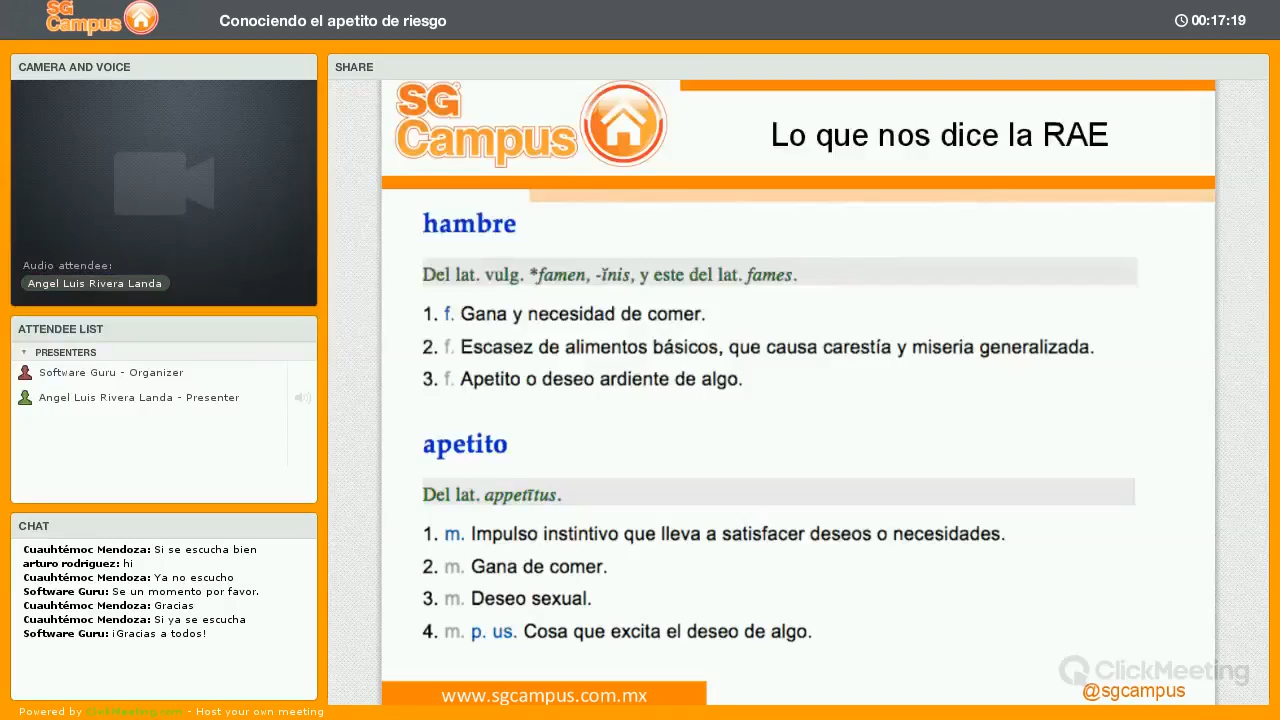 SG Campus
Conociendo el apetito de riesgo
00:17:19
CAMERA AND VOICE
Audio attendee:
Angel Luis Rivera Landa
ATTENDEE LIST
PRESENTERS
Software Guru - Organizer
Angel Luis Rivera Landa - Presenter
CHAT
Cuauhtémoc Mendoza: Si se escucha bien
arturo rodriguez: hi
Cuauhtémoc Mendoza: Ya no escucho
Software Guru: Se un momento por favor.
Cuauhtémoc Mendoza: Gracias
Cuauhtémoc Mendoza: Si ya se escucha
Software Guru: ¡Gracias a todos!
Powered by ClickMeeting.com - Host your own meeting
SHARE
SG
Campus
Lo que nos dice la RAE
hambre
Del lat. vulg. *famen, -ĭnis, y este del lat. fames.
1. f. Gana y necesidad de comer.
2. f. Escasez de alimentos básicos, que causa carestía y miseria generalizada.
3. f. Apetito o deseo ardiente de algo.
apetito
Del lat. appetītus.
1. m. Impulso instintivo que lleva a satisfacer deseos o necesidades.
2. m. Gana de comer.
3. m. Deseo sexual.
4. m. p. us. Cosa que excita el deseo de algo.
ClickMeeting
www.sgcampus.com.mx
@sgcampus